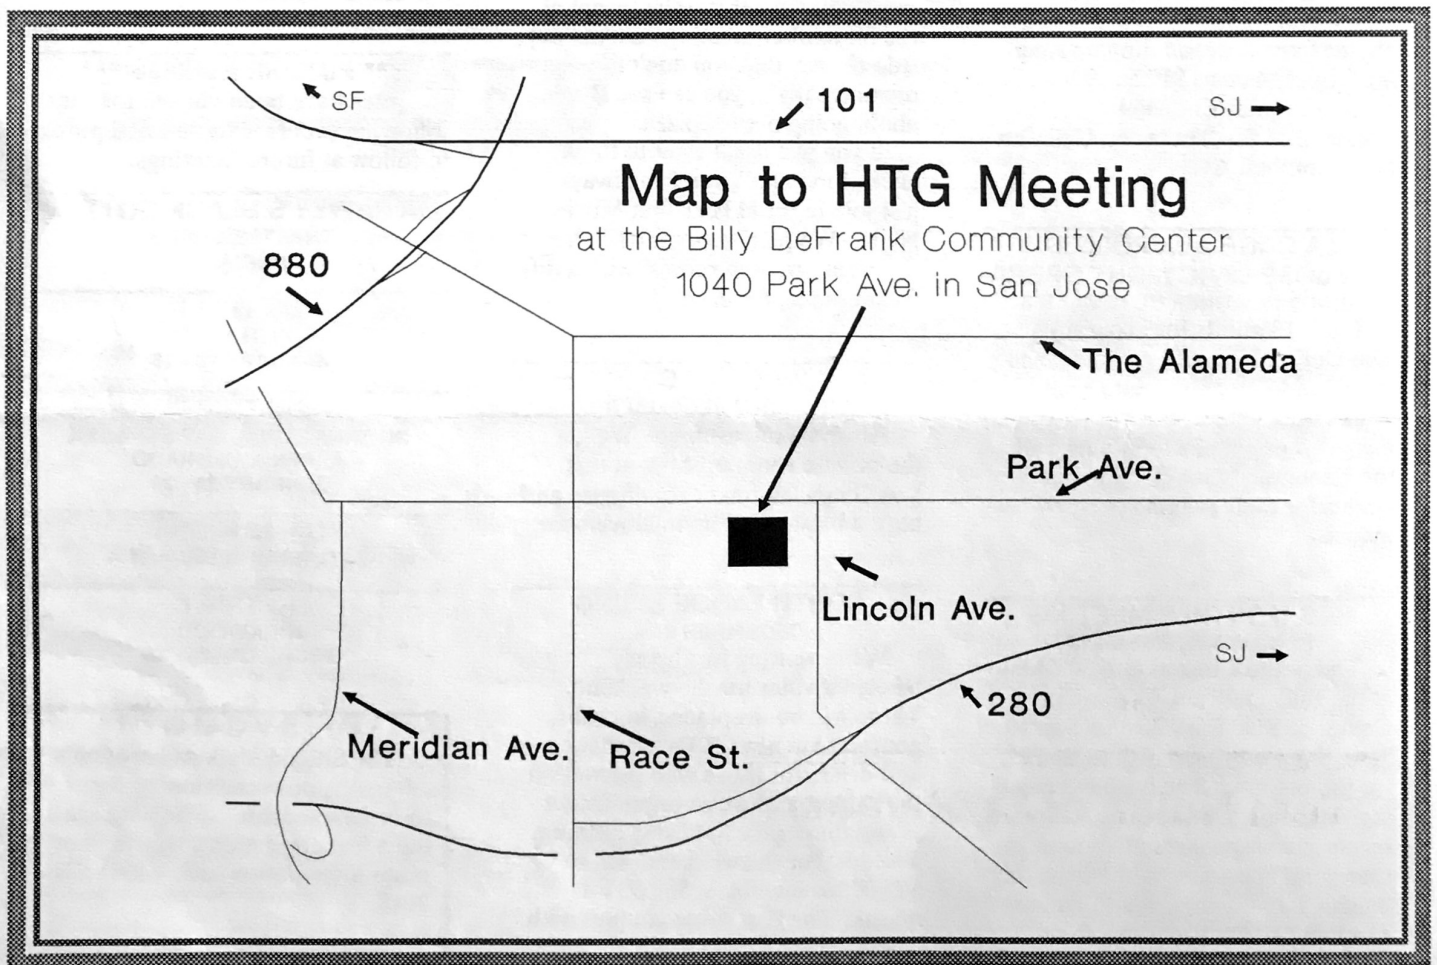 SF
101
SJ
Map to HTG Meeting
at the Billy DeFrank Community Center
1040 Park Ave. in San Jose
880
The Alameda
Park Ave.
Lincoln Ave.
SJ
280
Meridian Ave.
Race St.